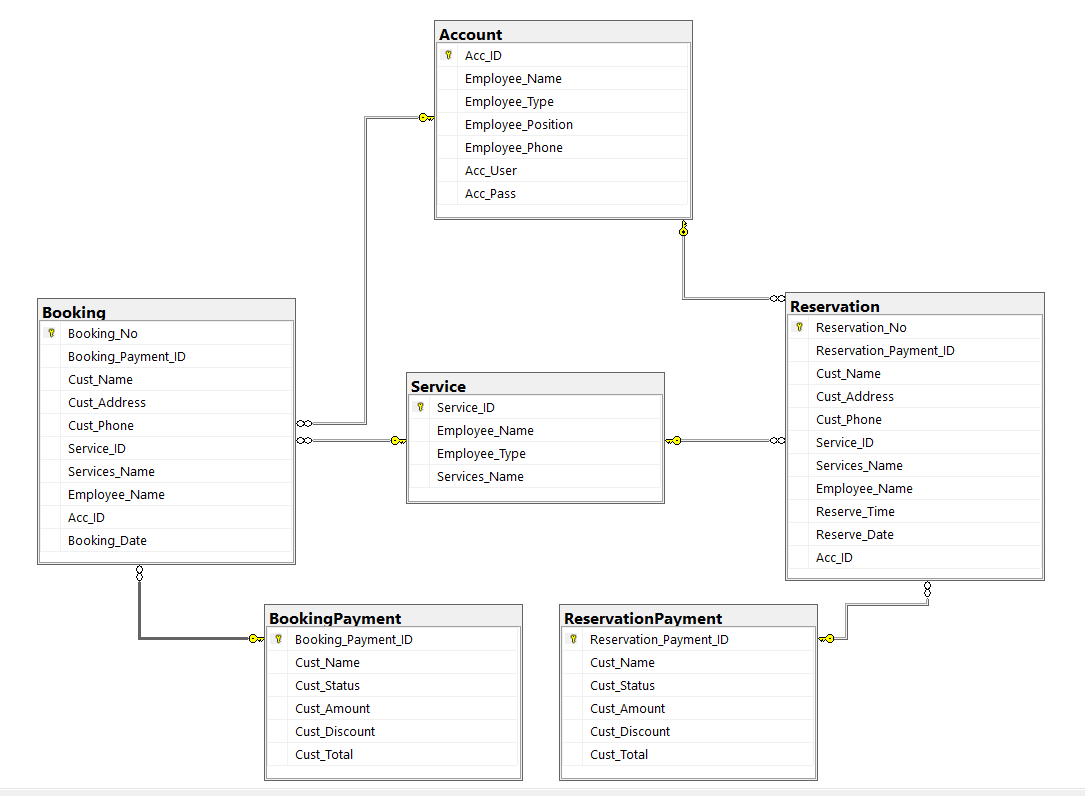 Account
Acc_ID
Employee_Name
Employee_Type
Employee_Position
Employee_Phone
Acc_User
Acc_Pass
Booking
Booking_No
Booking_Payment_ID
Cust_Name
Cust_Address
Cust_Phone
Service_ID
Services_Name
Employee_Name
Acc_ID
Booking_Date
Service
Service_ID
Employee_Name
Employee_Type
Services_Name
Reservation
Reservation_No
Reservation_Payment_ID
Cust_Name
Cust_Address
Cust_Phone
Service_ID
Services_Name
Employee_Name
Reserve_Time
Reserve_Date
Acc_ID
BookingPayment
Booking_Payment_ID
Cust_Name
Cust_Status
Cust_Amount
Cust_Discount
Cust_Total
ReservationPayment
Reservation_Payment_ID
Cust_Name
Cust_Status
Cust_Amount
Cust_Discount
Cust_Total